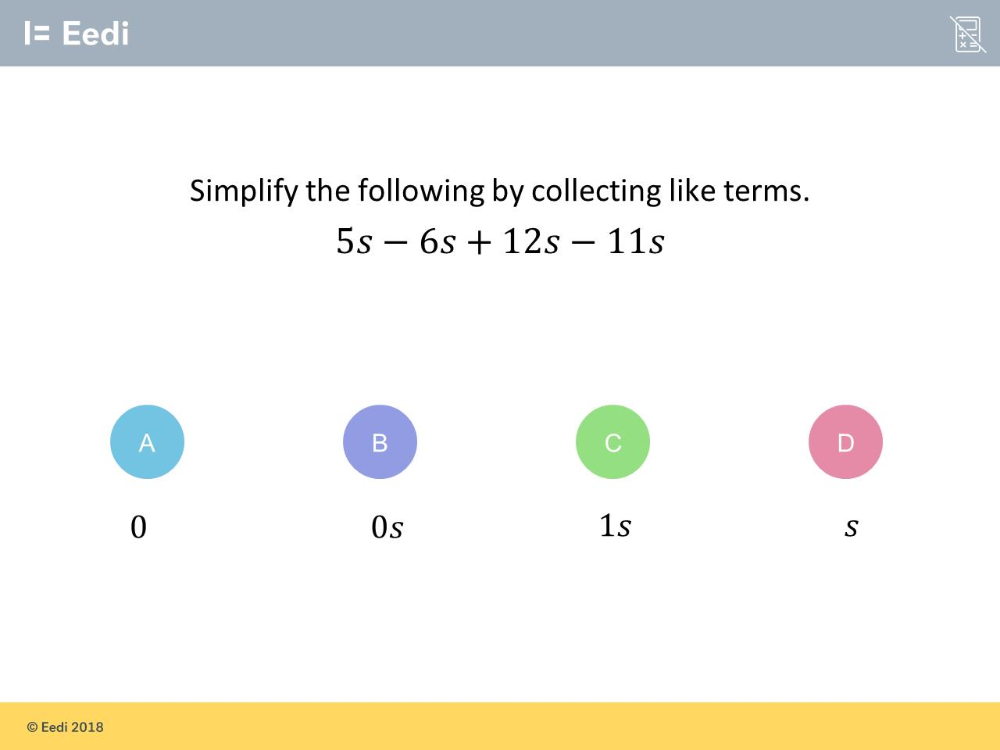 Eedi
Simplify the following by collecting like terms.
5s − 6s + 12s − 11s
A B C D
0 0s 1s s
© Eedi 2018